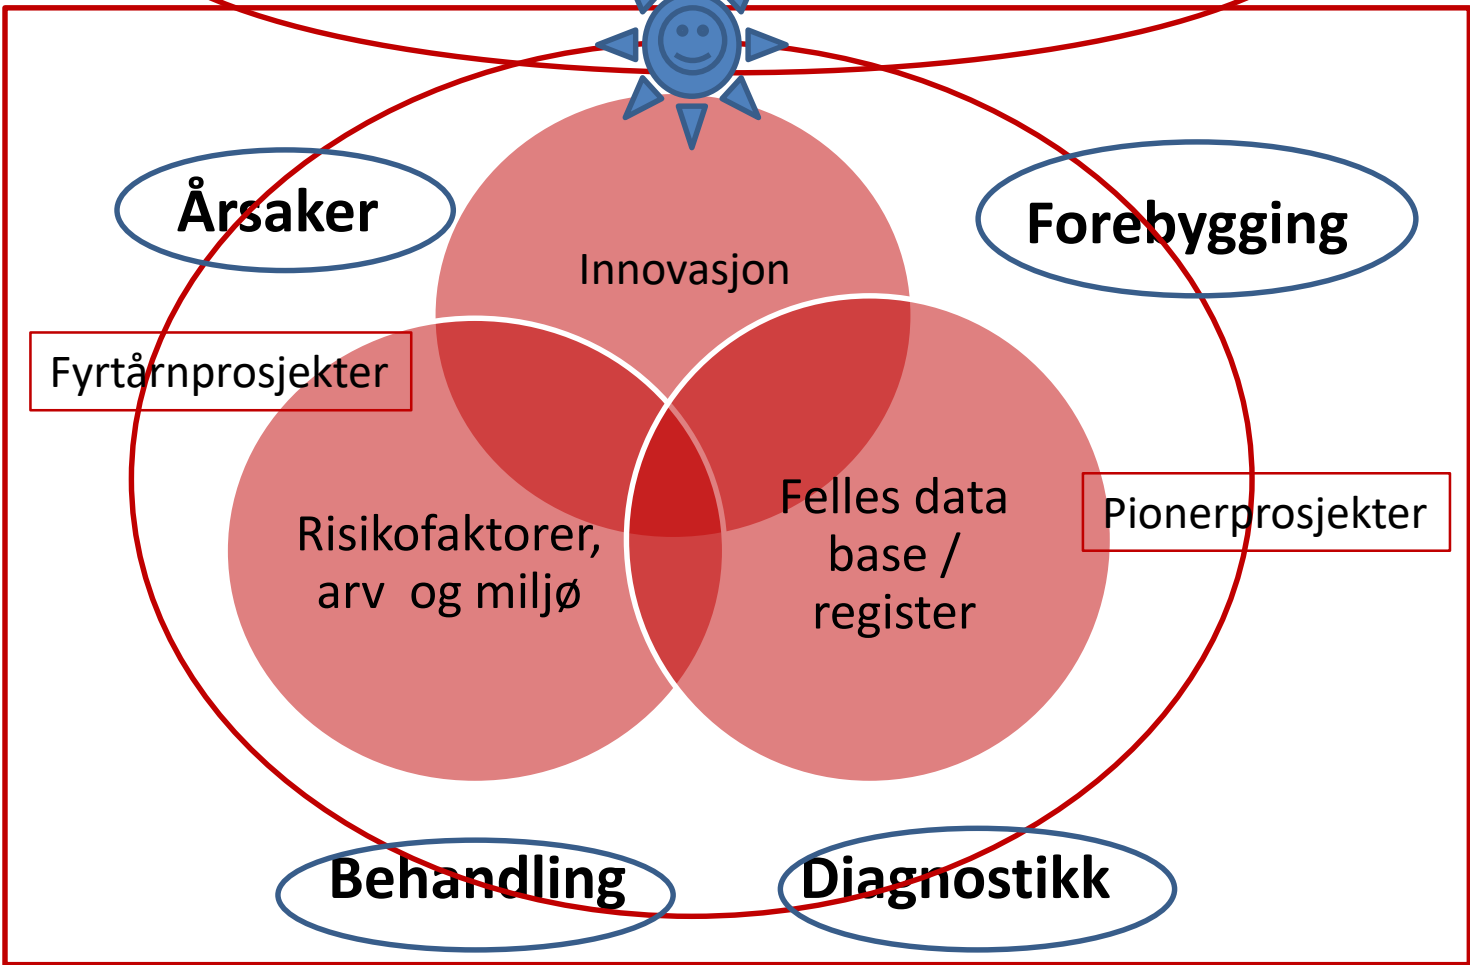 Årsaker
Forebygging
Innovasjon
Fyrtårnprosjekter
Risikofaktorer,
arv og miljø
Felles data
base /
register
Pionerprosjekter
Behandling
Diagnostikk